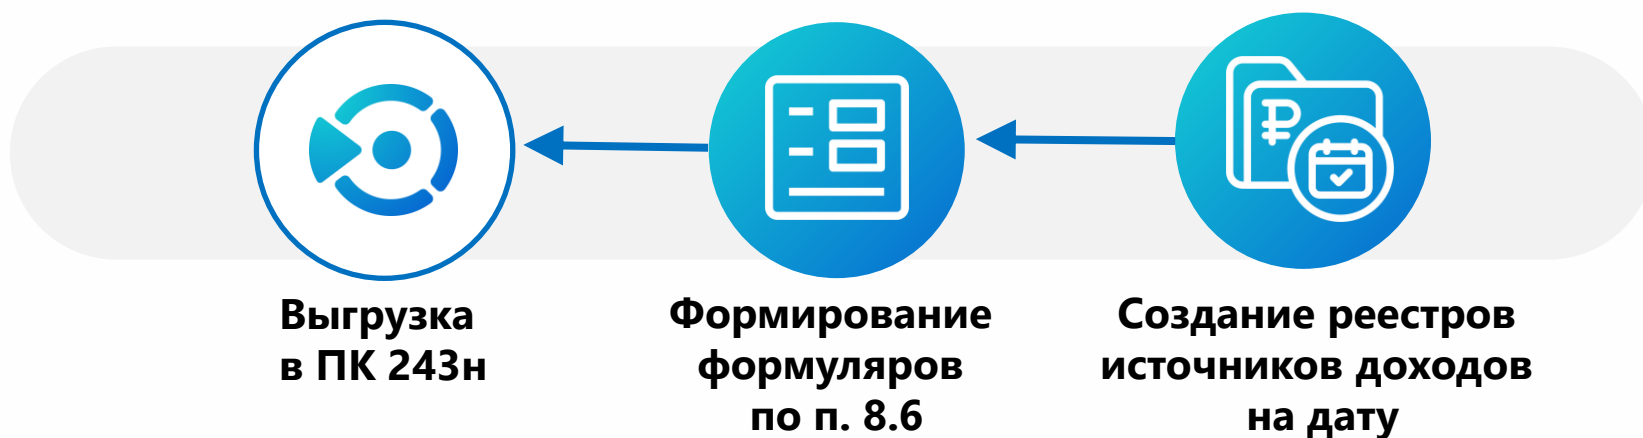 Выгрузка
в ПК 243н
Формирование
формуляров
по п. 8.6
Создание реестров
источников доходов
на дату